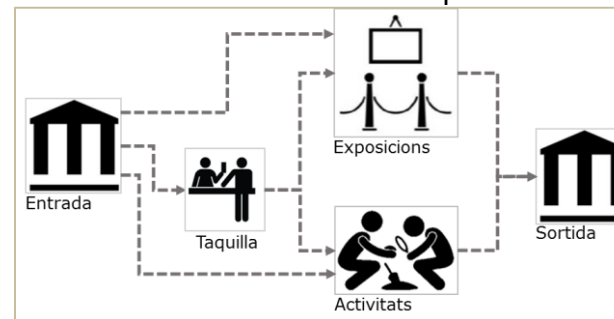 Exposicions
Entrada
Taquilla
Sortida
Activitats